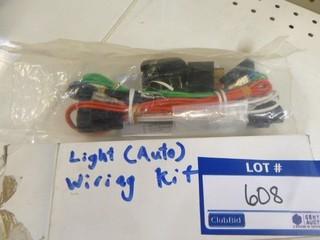 Light (Auto)
Wiring Kit
LOT #
608
ClubBid